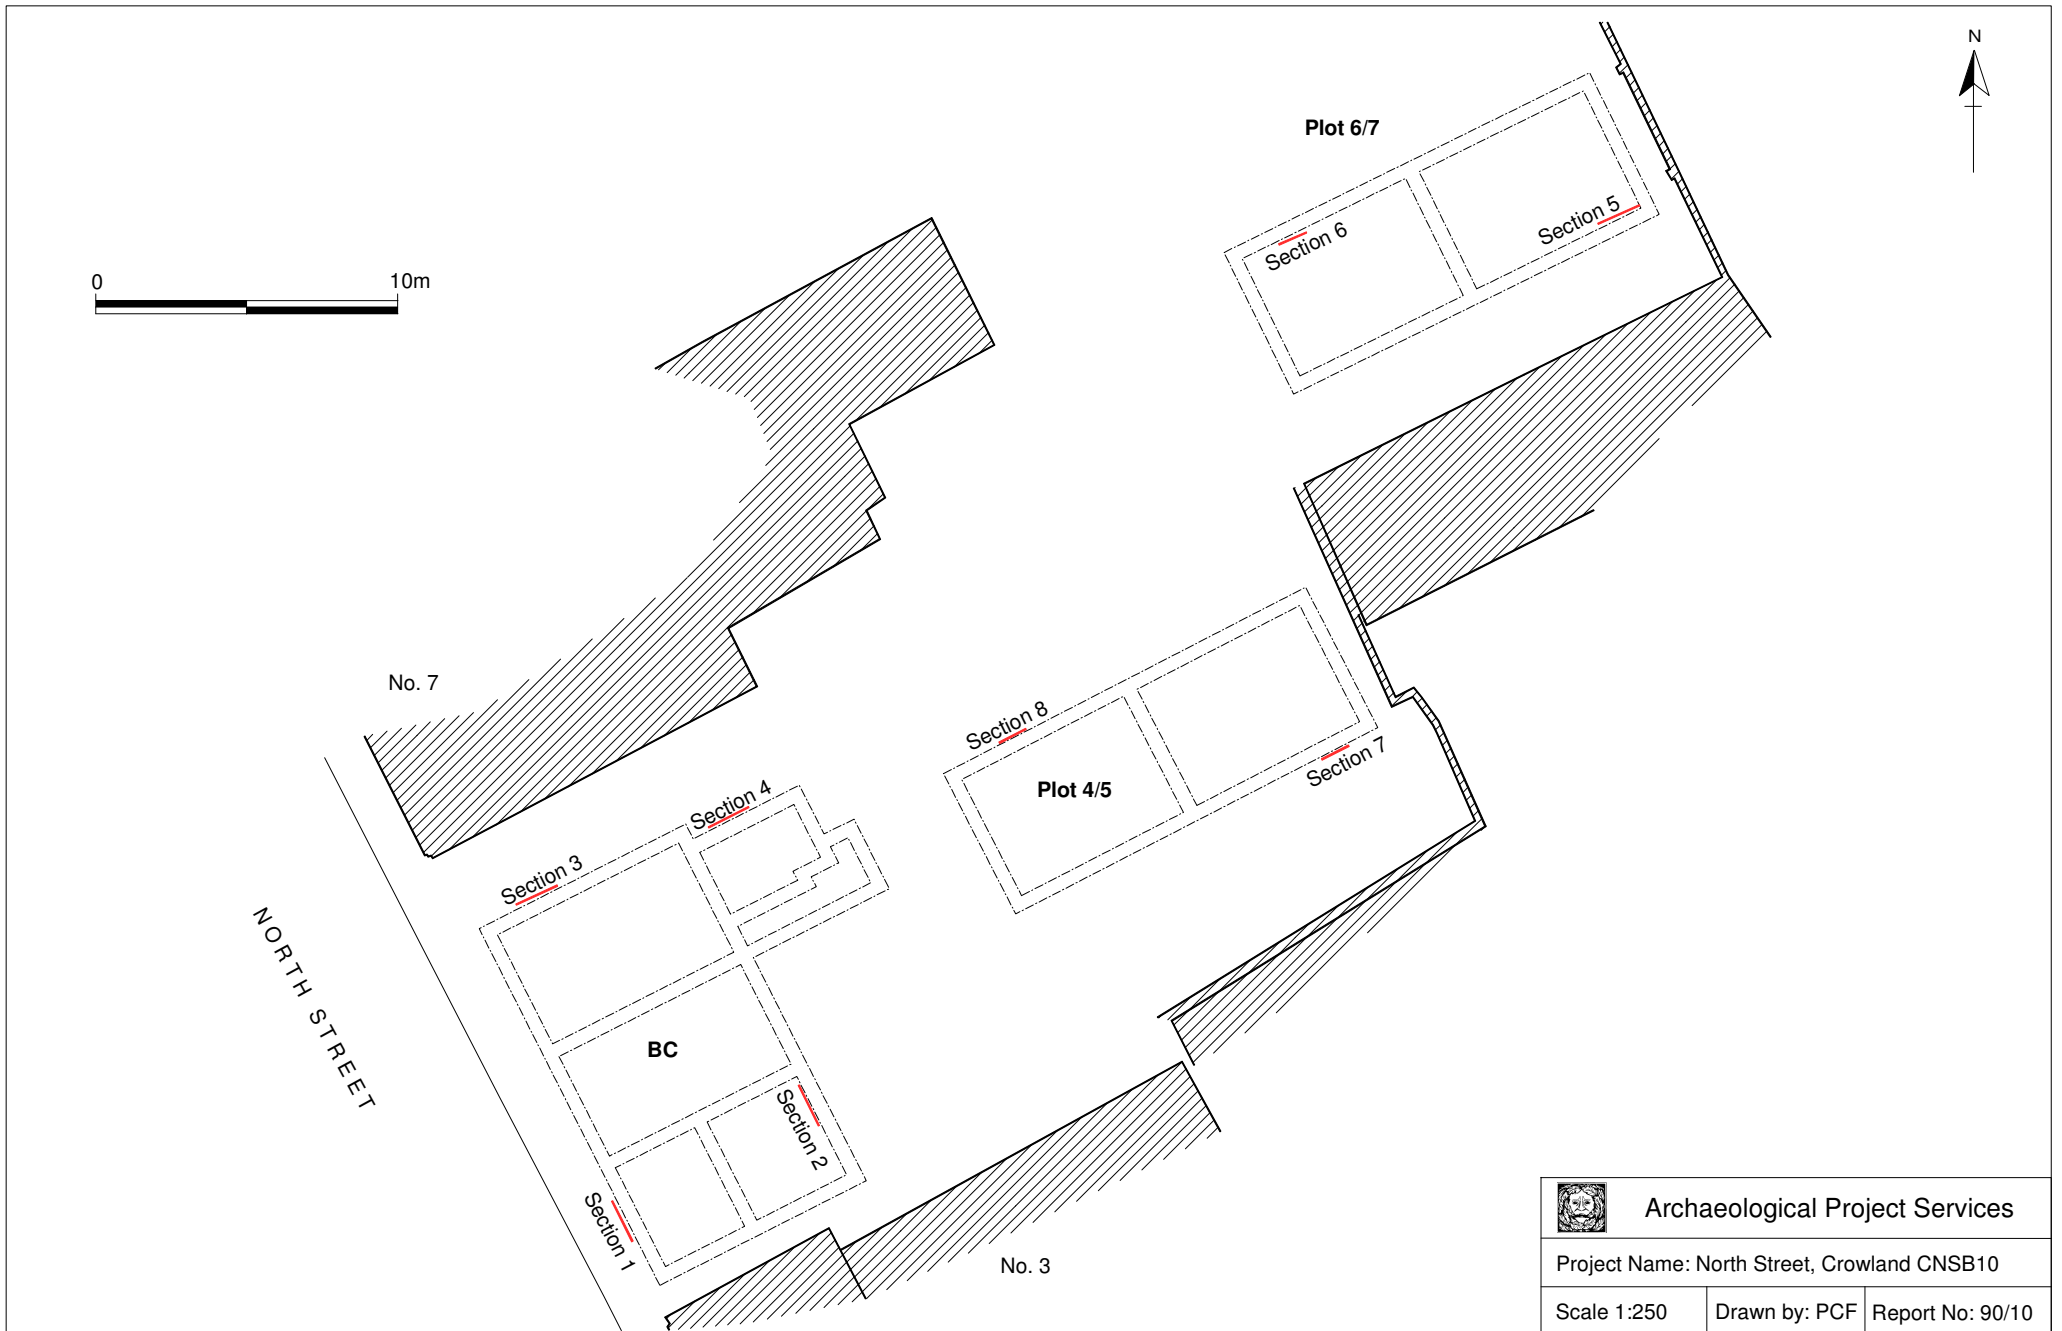 N
Plot 6/7
Section 5
Section 6
0 10m
No. 7
Section 8
Section 7
Plot 4/5
Section 4
Section 3
NORTH STREET
BC
Section 2
Section 1
No. 3
Archaeological Project Services
Project Name: North Street, Crowland CNSB10
Scale 1:250 Drawn by: PCF Report No: 90/10